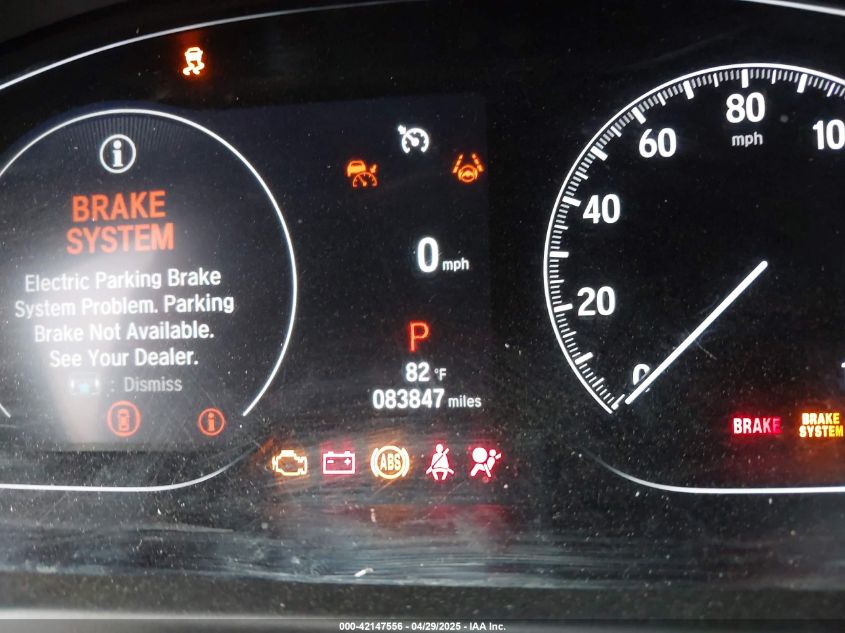 BRAKE
SYSTEM
Electric Parking Brake
System Problem. Parking
Brake Not Available.
See Your Dealer.
: Dismiss
0 mph
P
82 °F
083847 miles
ABS
0
20
40
60
80
mph
BRAKE
BRAKE
SYSTEM
000-42147556 - 04/29/2025 - IAA Inc.